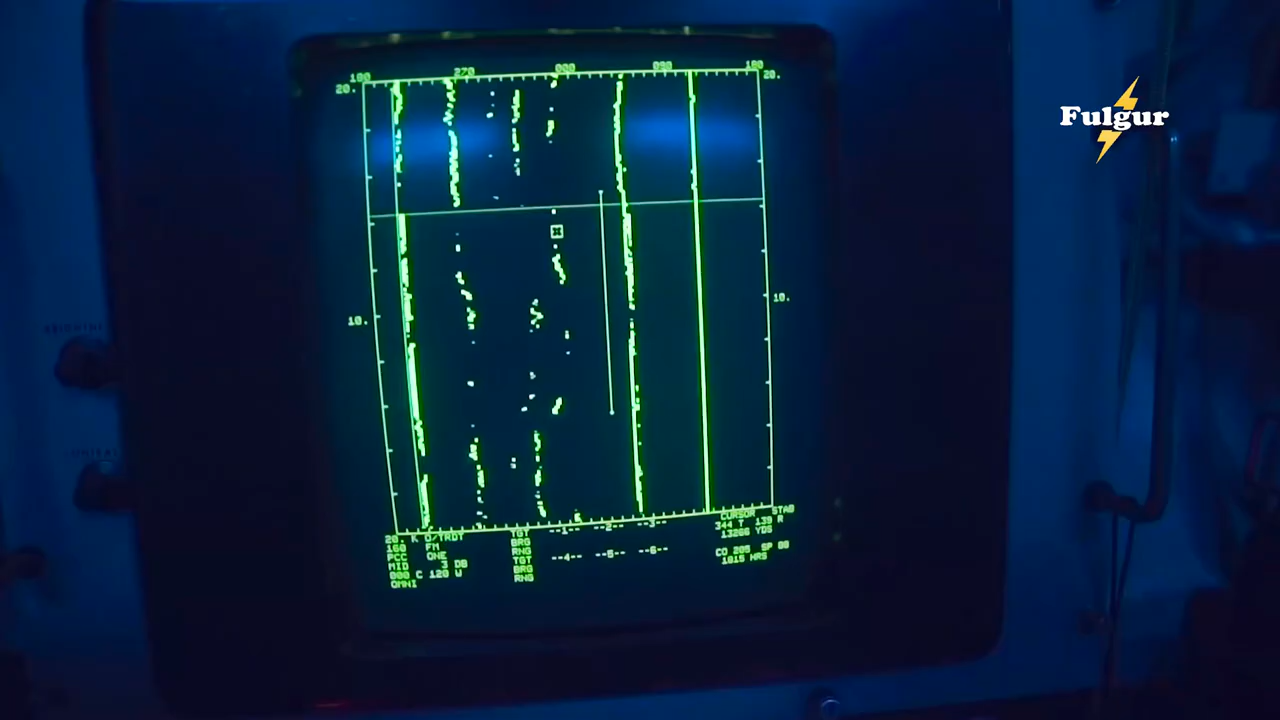 180 270 000 090 180
20. 20.
Fulgur
10.
10.
20. K O/TRDT TGT --1-- --2-- --3-- CURSOR STAB
160 FM BRG 344 T 139 R
PCC ONE RNG 13266 YDS
MID 3 DB TGT --4-- --5-- --6--
000 C 120 W BRG CO 205 SP 08
OMNI RNG 1815 HRS